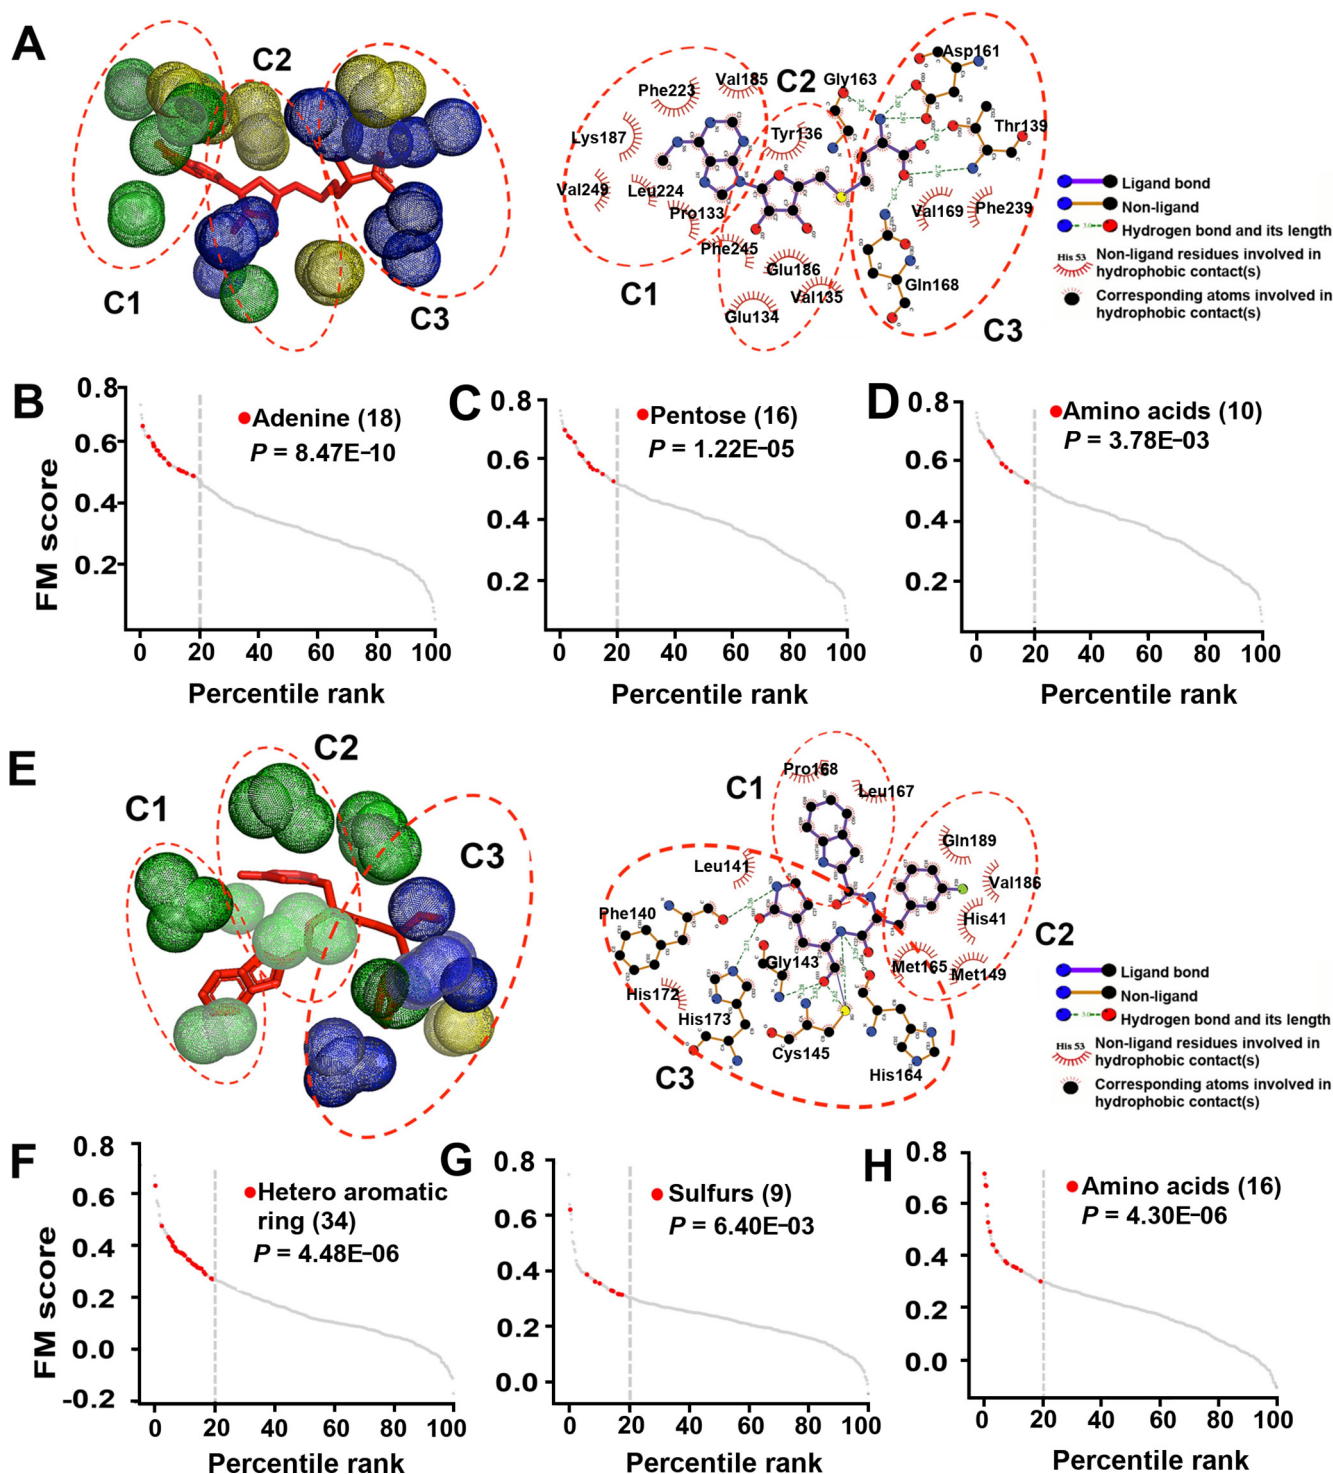 A
C2
C1
C3
C2
Phe223
Val185
Gly163
Asp161
Lys187
Tyr136
Thr139
Val249
Leu224
Pro133
Val169
Phe239
Phe245
Glu186
Gln168
Val135
Glu134
C1
C3
Ligand bond
Non-ligand
3.0
Hydrogen bond and its length
His 53
Non-ligand residues involved in
hydrophobic contact(s)
Corresponding atoms involved in
hydrophobic contact(s)
B
0.8
0.6
0.4
0.2
FM score
Adenine (18)
P = 8.47E-10
0 20 40 60 80 100
Percentile rank
C
0.8
0.6
0.4
0.2
Pentose (16)
P = 1.22E-05
0 20 40 60 80 100
Percentile rank
D
0.8
0.6
0.4
0.2
Amino acids (10)
P = 3.78E-03
0 20 40 60 80 100
Percentile rank
E
C2
C1
C3
C1
Pro168
Leu167
Gln189
Leu141
Val186
Phe140
His41
C2
Gly143
Met165
Met149
His172
His173
Cys145
His164
C3
Ligand bond
Non-ligand
3.0
Hydrogen bond and its length
His 53
Non-ligand residues involved in
hydrophobic contact(s)
Corresponding atoms involved in
hydrophobic contact(s)
F
0.8
0.6
0.4
0.2
0.0
-0.2
FM score
Hetero aromatic
ring (34)
P = 4.48E-06
0 20 40 60 80 100
Percentile rank
G
0.8
0.6
0.4
0.2
0.0
Sulfurs (9)
P = 6.40E-03
0 20 40 60 80 100
Percentile rank
H
0.8
0.6
0.4
0.2
0.0
Amino acids (16)
P = 4.30E-06
0 20 40 60 80 100
Percentile rank